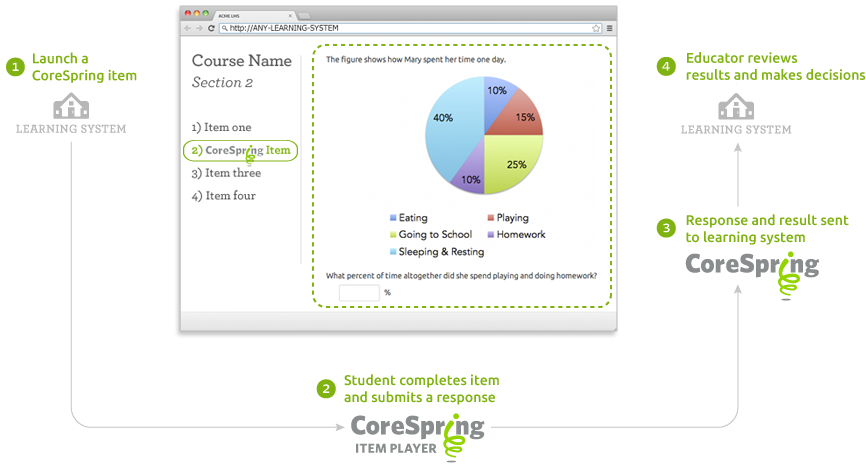 ACME LMS
http://ANY-LEARNING-SYSTEM
1
Launch a
CoreSpring item
LEARNING SYSTEM
Course Name
Section 2
1) Item one
2) CoreSpring Item
3) Item three
4) Item four
The figure shows how Mary spent her time one day.
10%
40%
15%
25%
10%
Eating
Playing
Going to School
Homework
Sleeping & Resting
What percent of time altogether did she spend playing and doing homework?
%
2
Student completes item
and submits a response
CoreSpring
ITEM PLAYER
3
Response and result sent
to learning system
CoreSpring
4
Educator reviews
results and makes decisions
LEARNING SYSTEM